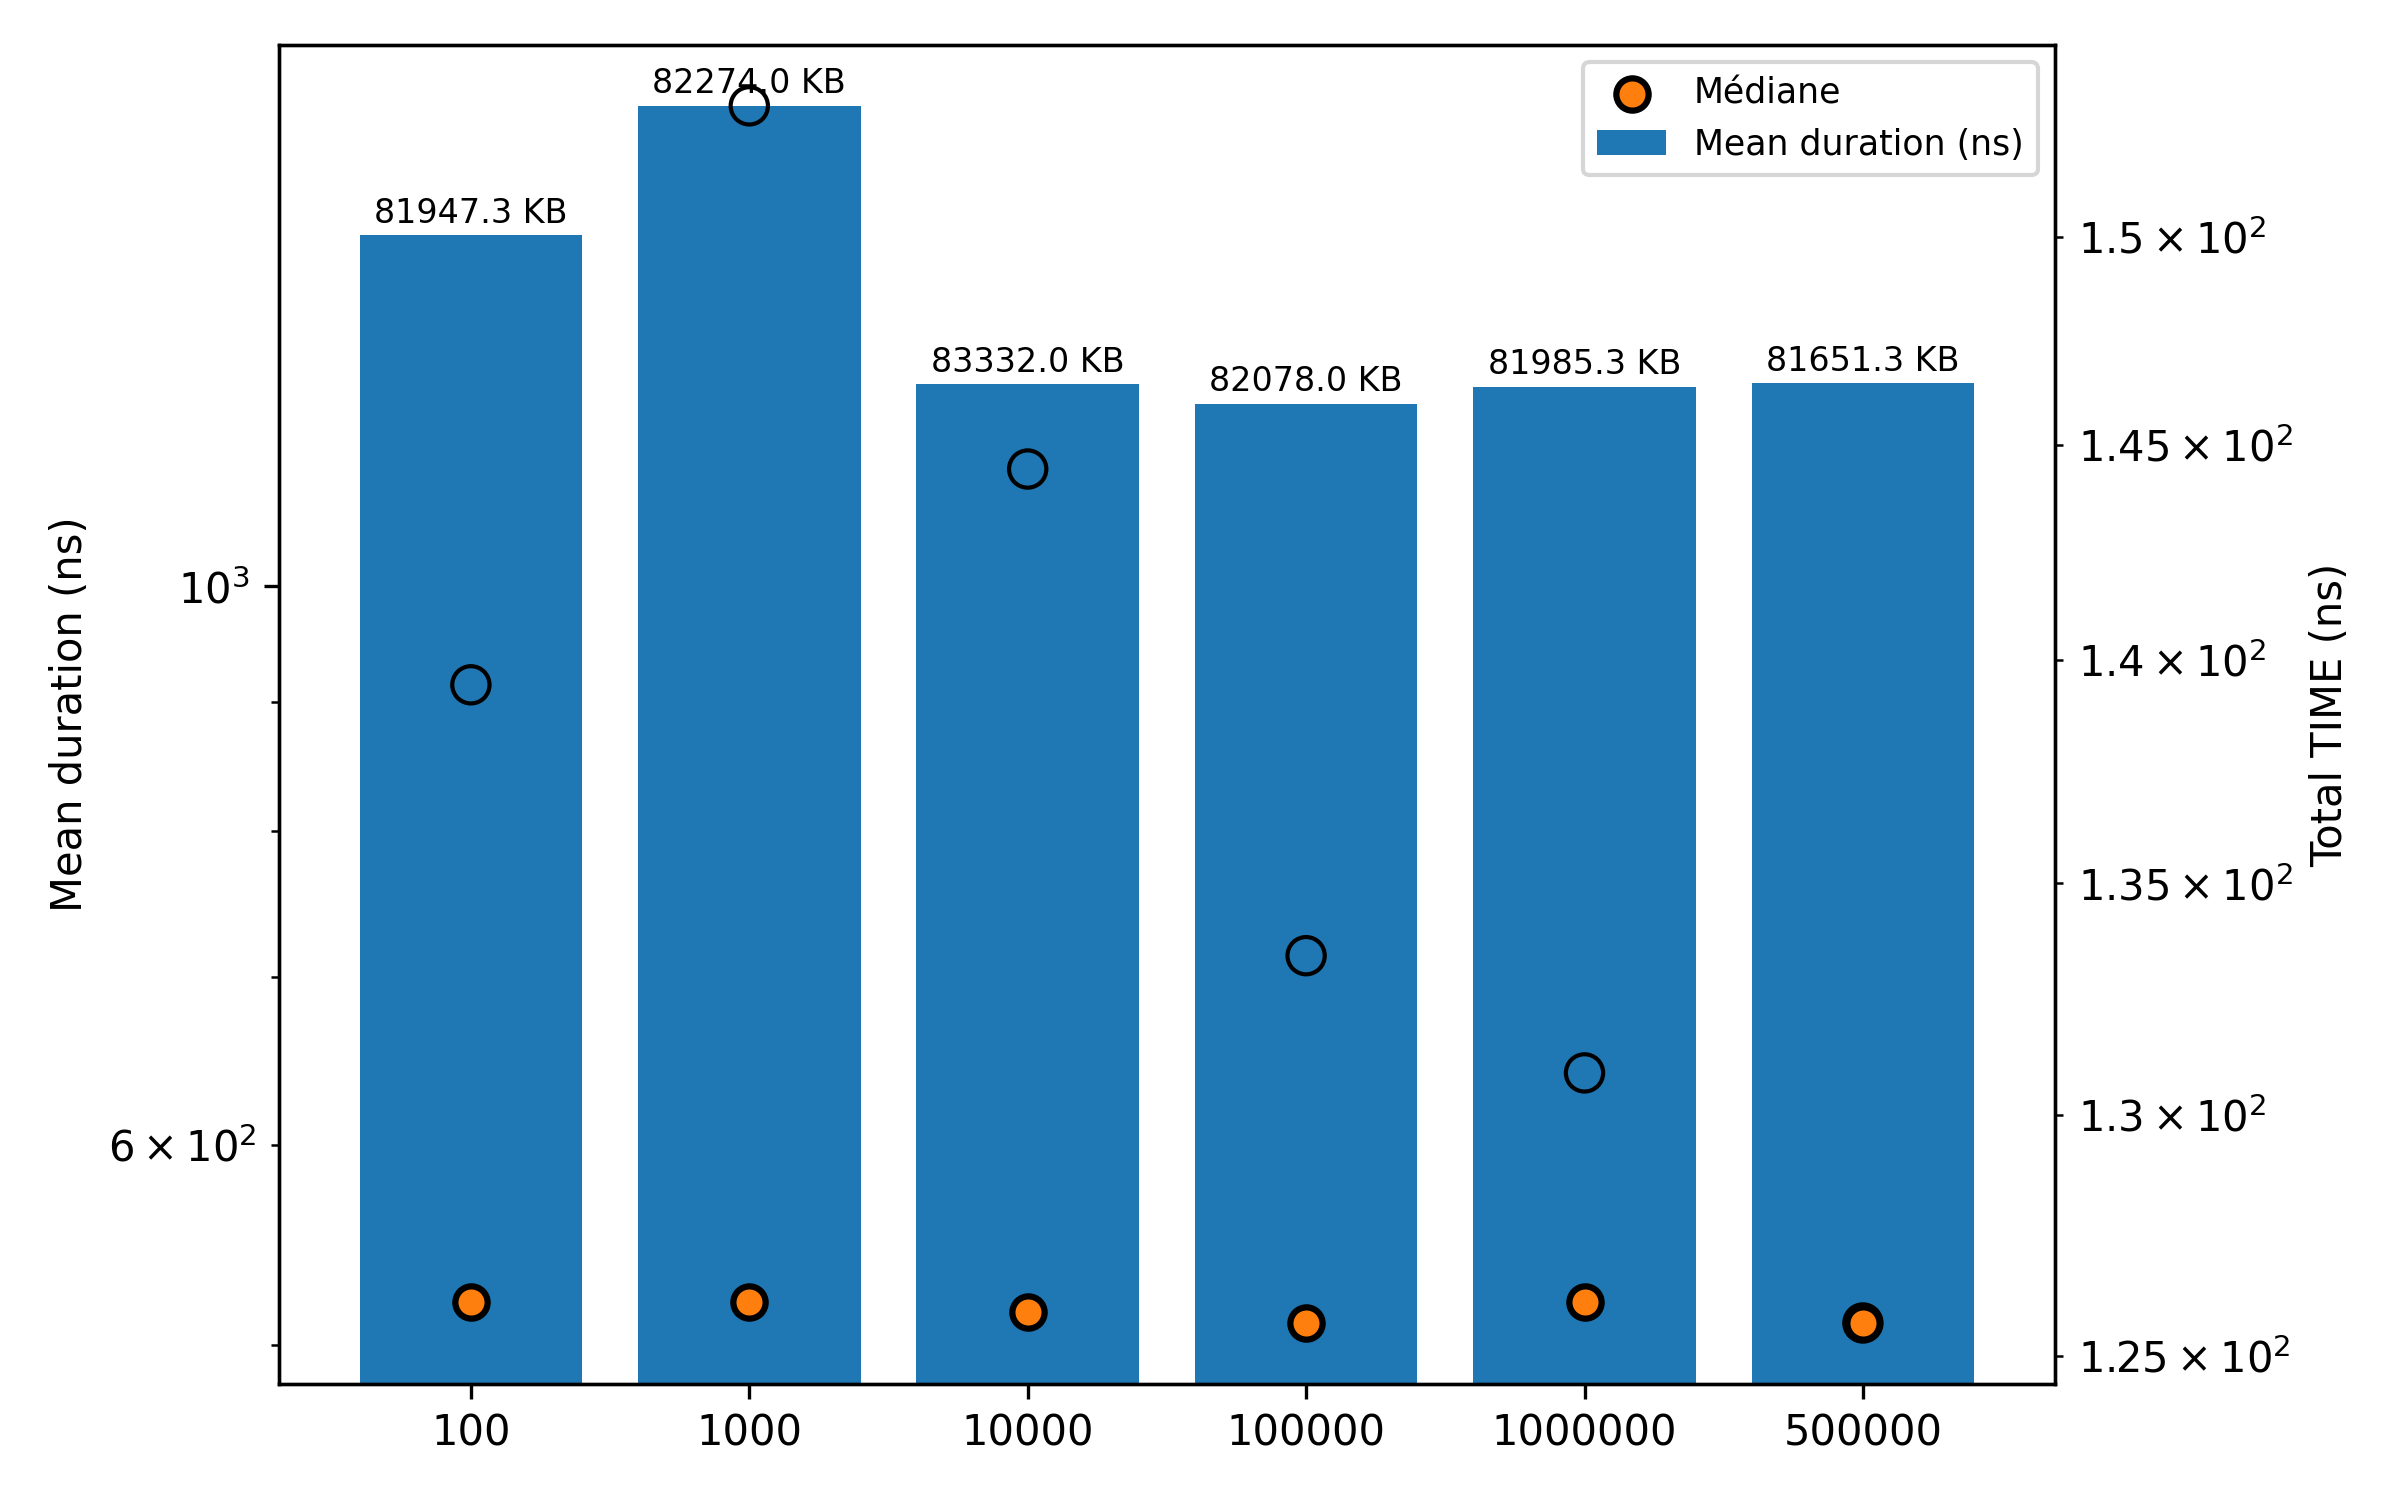 82274.0 KB
Médiane
Mean duration (ns)
81947.3 KB
83332.0 KB
82078.0 KB
81985.3 KB
81651.3 KB
Mean duration (ns)
10³
6 × 10²
1.5 × 10²
1.45 × 10²
1.4 × 10²
1.35 × 10²
1.3 × 10²
1.25 × 10²
Total TIME (ns)
100
1000
10000
100000
1000000
500000